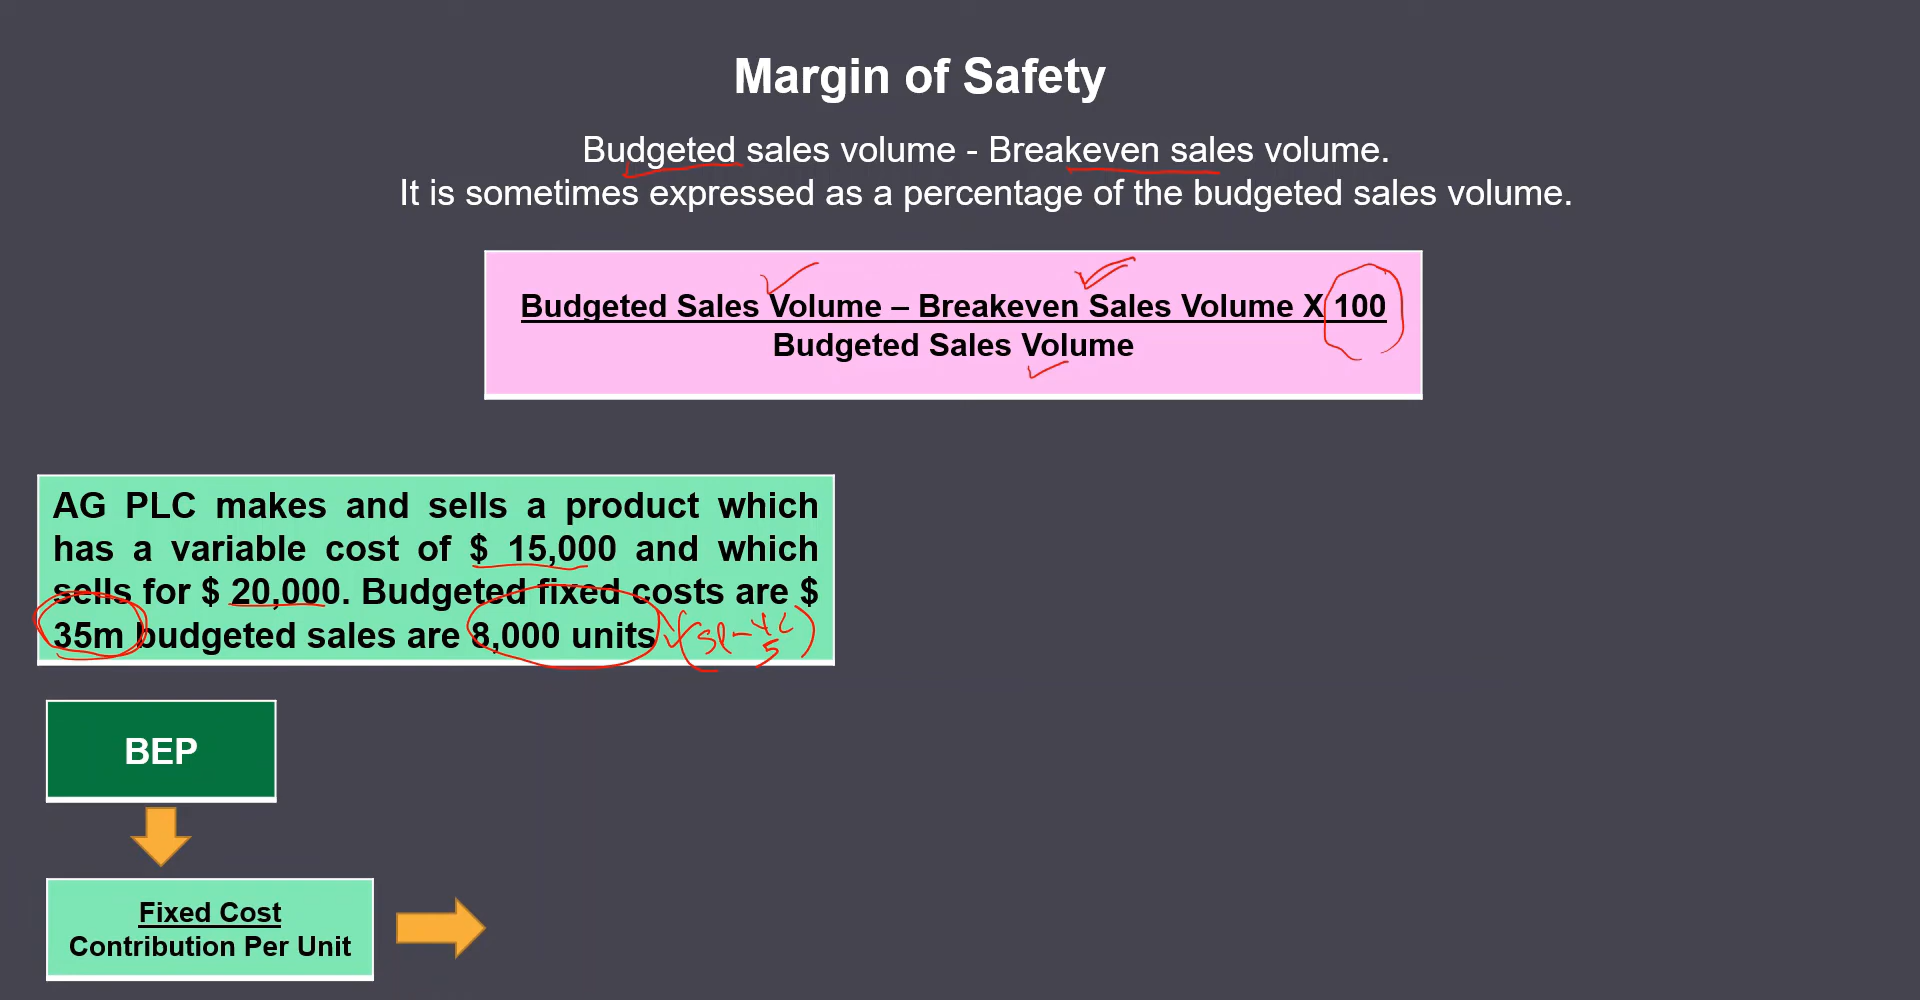 Margin of Safety
Budgeted sales volume - Breakeven sales volume.
It is sometimes expressed as a percentage of the budgeted sales volume.
Budgeted Sales Volume – Breakeven Sales Volume X 100
Budgeted Sales Volume
AG PLC makes and sells a product which
has a variable cost of $ 15,000 and which
sells for $ 20,000. Budgeted fixed costs are $
35m budgeted sales are 8,000 units
BEP
Fixed Cost
Contribution Per Unit